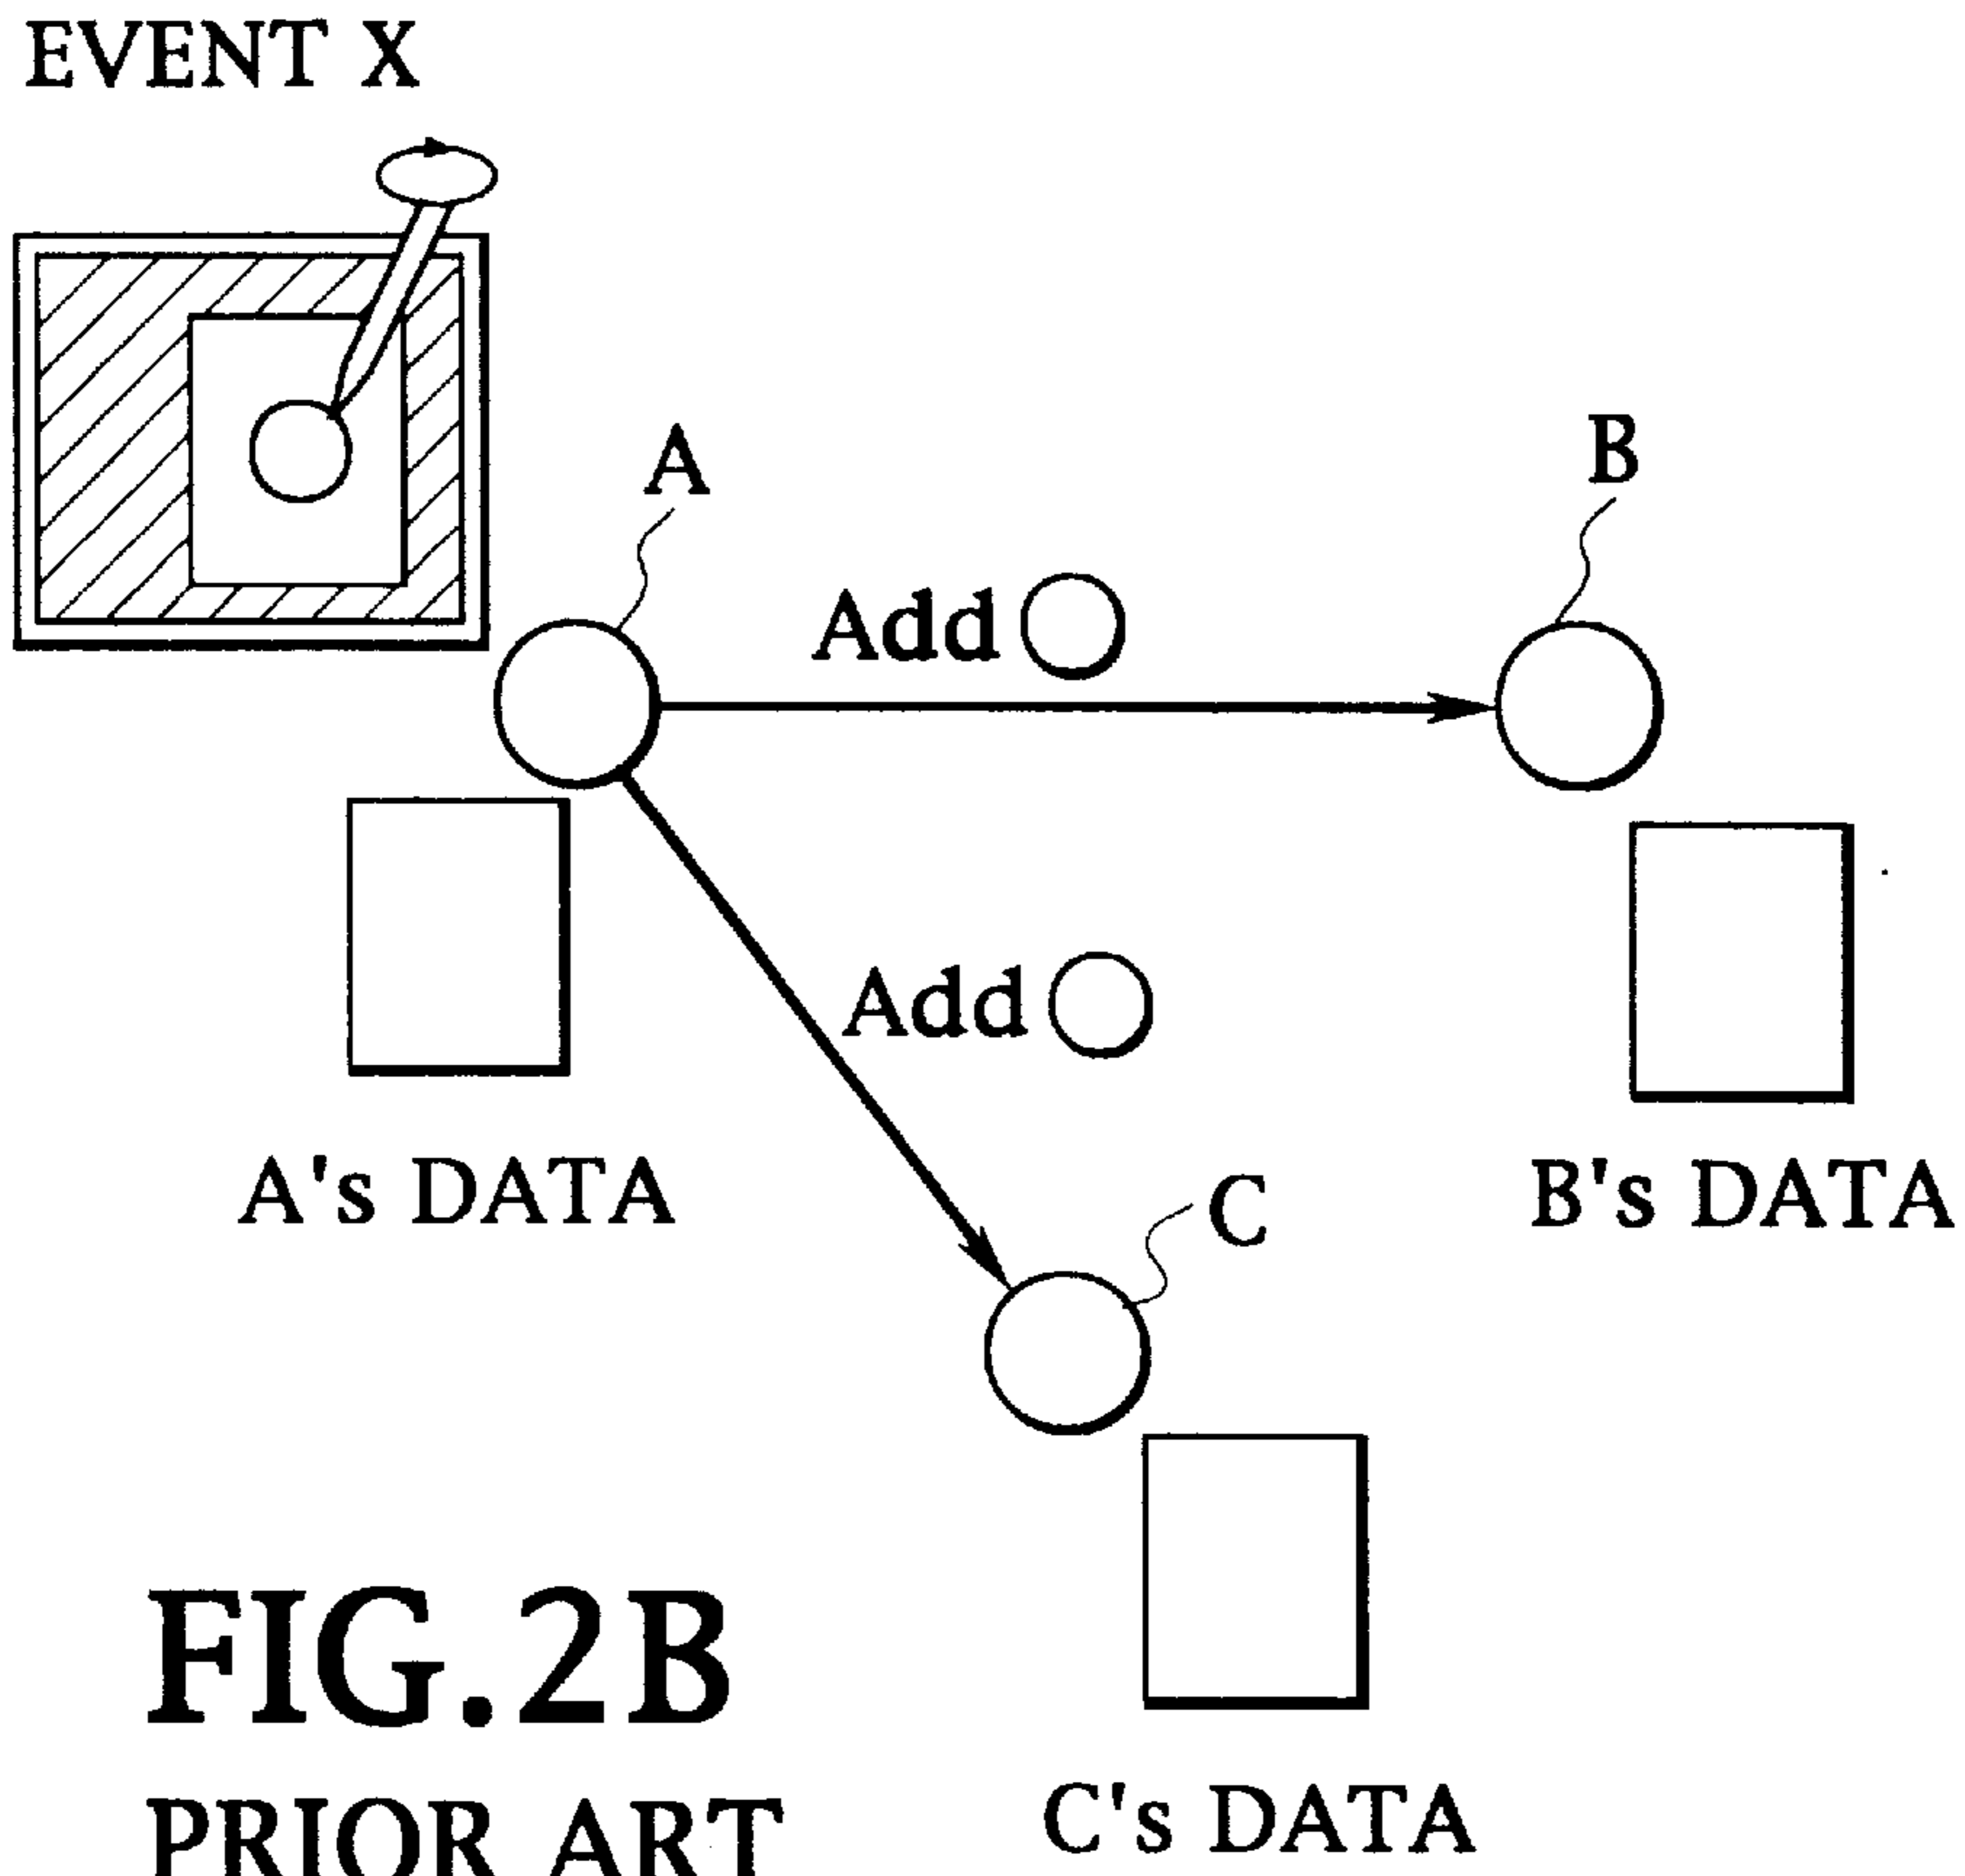 EVENT X
A
B
Add
Add
A's DATA
B's DATA
C
FIG.2B
PRIOR ART
C's DATA